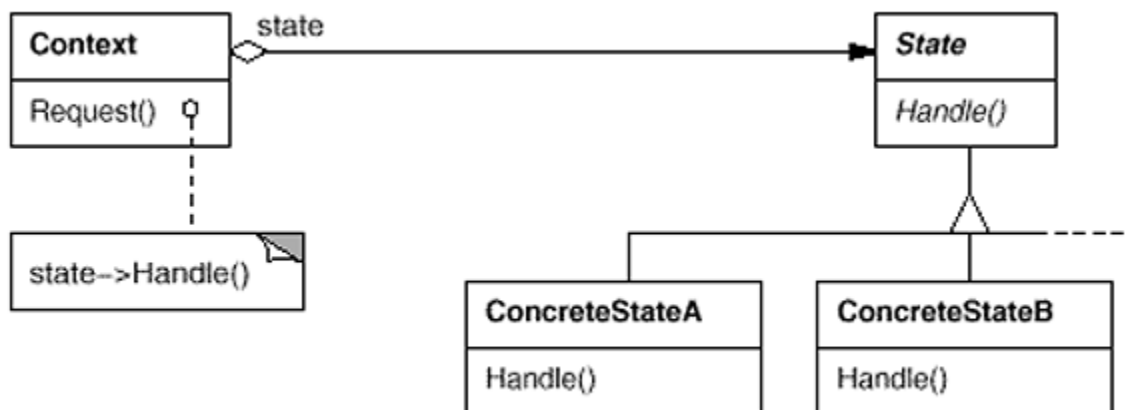 state
Context
State
Request()
Handle()
state->Handle()
ConcreteStateA
ConcreteStateB
Handle()
Handle()